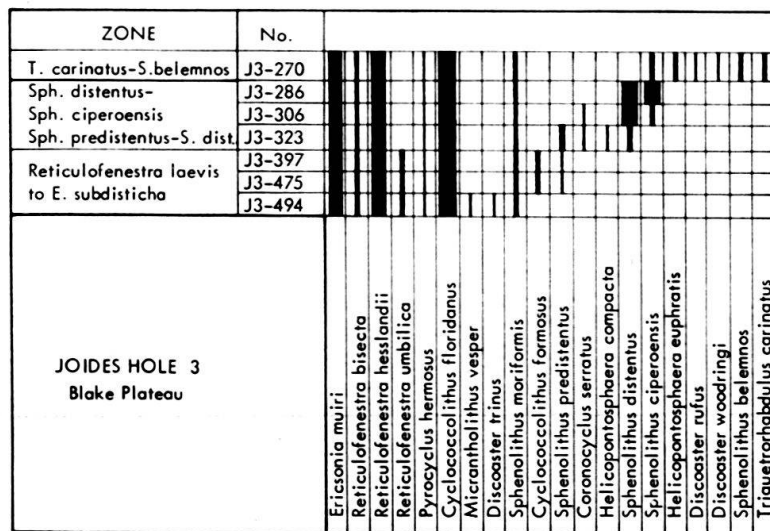 ZONE No.
T. carinatus-S.belemnos J3-270
Sph. distentus- J3-286
Sph. ciperoensis J3-306
Sph. predistentus-S. dist. J3-323
Reticulofenestra laevis J3-397
to E. subdisticha J3-475
J3-494
JOIDES HOLE 3
Blake Plateau
Ericsonia muiri
Reticulofenestra bisecta
Reticulofenestra hesslandii
Reticulofenestra umbilica
Pyrocyclus hermosus
Cyclococcolithus floridanus
Micrantholithus vesper
Discoaster trinus
Sphenolithus moriformis
Cyclococcolithus formosus
Sphenolithus predistentus
Coronocyclus serratus
Helicopontosphaera compacta
Sphenolithus distentus
Sphenolithus ciperoensis
Helicopontosphaera euphratis
Discoaster rufus
Discoaster woodringi
Sphenolithus belemnos
Triquetrorhabdulus carinatus